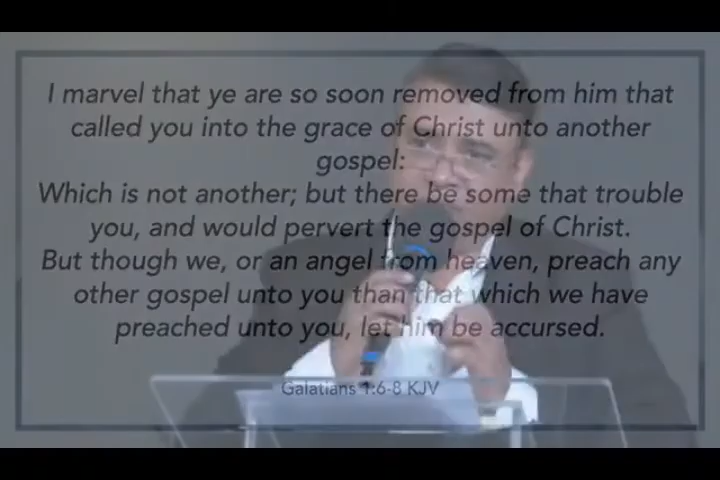 I marvel that ye are so soon removed from him that
called you into the grace of Christ unto another
gospel:
Which is not another; but there be some that trouble
you, and would pervert the gospel of Christ.
But though we, or an angel from heaven, preach any
other gospel unto you than that which we have
preached unto you, let him be accursed.
Galatians 1:6-8 KJV